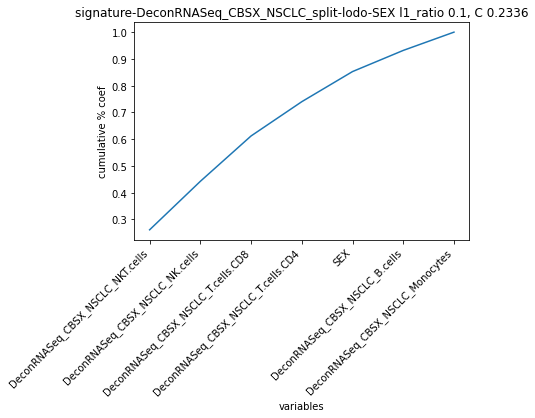 signature-DeconRNASeq_CBSX_NSCLC_split-lodo-SEX l1_ratio 0.1, C 0.2336
cumulative % coef
1.0
0.9
0.8
0.7
0.6
0.5
0.4
0.3
DeconRNASeq_CBSX_NSCLC_NKT.cells
DeconRNASeq_CBSX_NSCLC_NK.cells
DeconRNASeq_CBSX_NSCLC_T.cells.CD8
DeconRNASeq_CBSX_NSCLC_T.cells.CD4
SEX
DeconRNASeq_CBSX_NSCLC_B.cells
DeconRNASeq_CBSX_NSCLC_Monocytes
variables